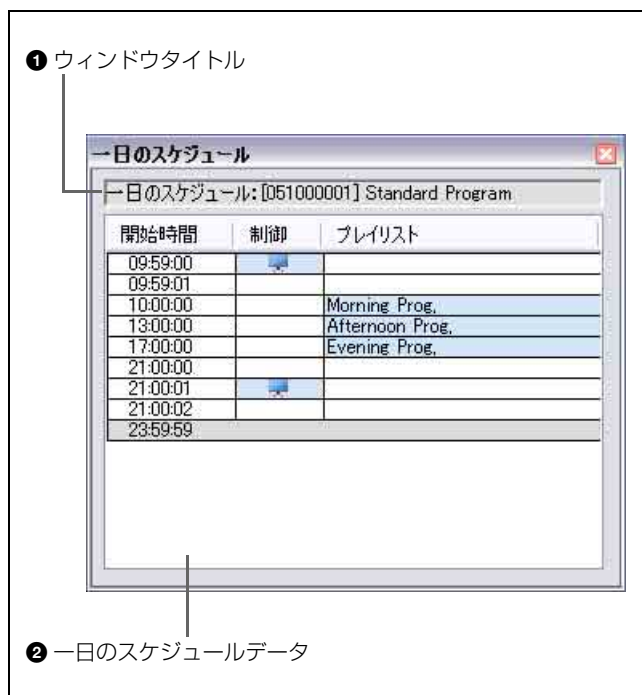 ❶ ウィンドウタイトル
一日のスケジュール
一日のスケジュール:[051000001] Standard Program
開始時間 制御 プレイリスト
09:59:00
09:59:01
10:00:00 Morning Prog.
13:00:00 Afternoon Prog.
17:00:00 Evening Prog.
21:00:00
21:00:01
21:00:02
23:59:59
❷ 一日のスケジュールデータ